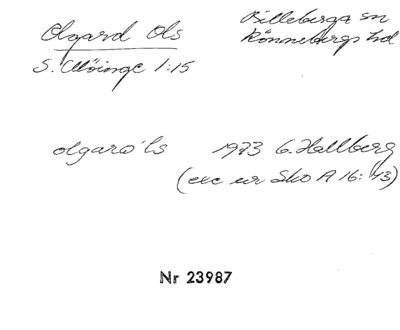 Olgard Ols
Billeberga sn
Rönnebergs hd
S. Möinge 1:15
olgarɷ`ls 1973 G. Hallberg
(exc ur Sko A 16:43)
Nr 23987